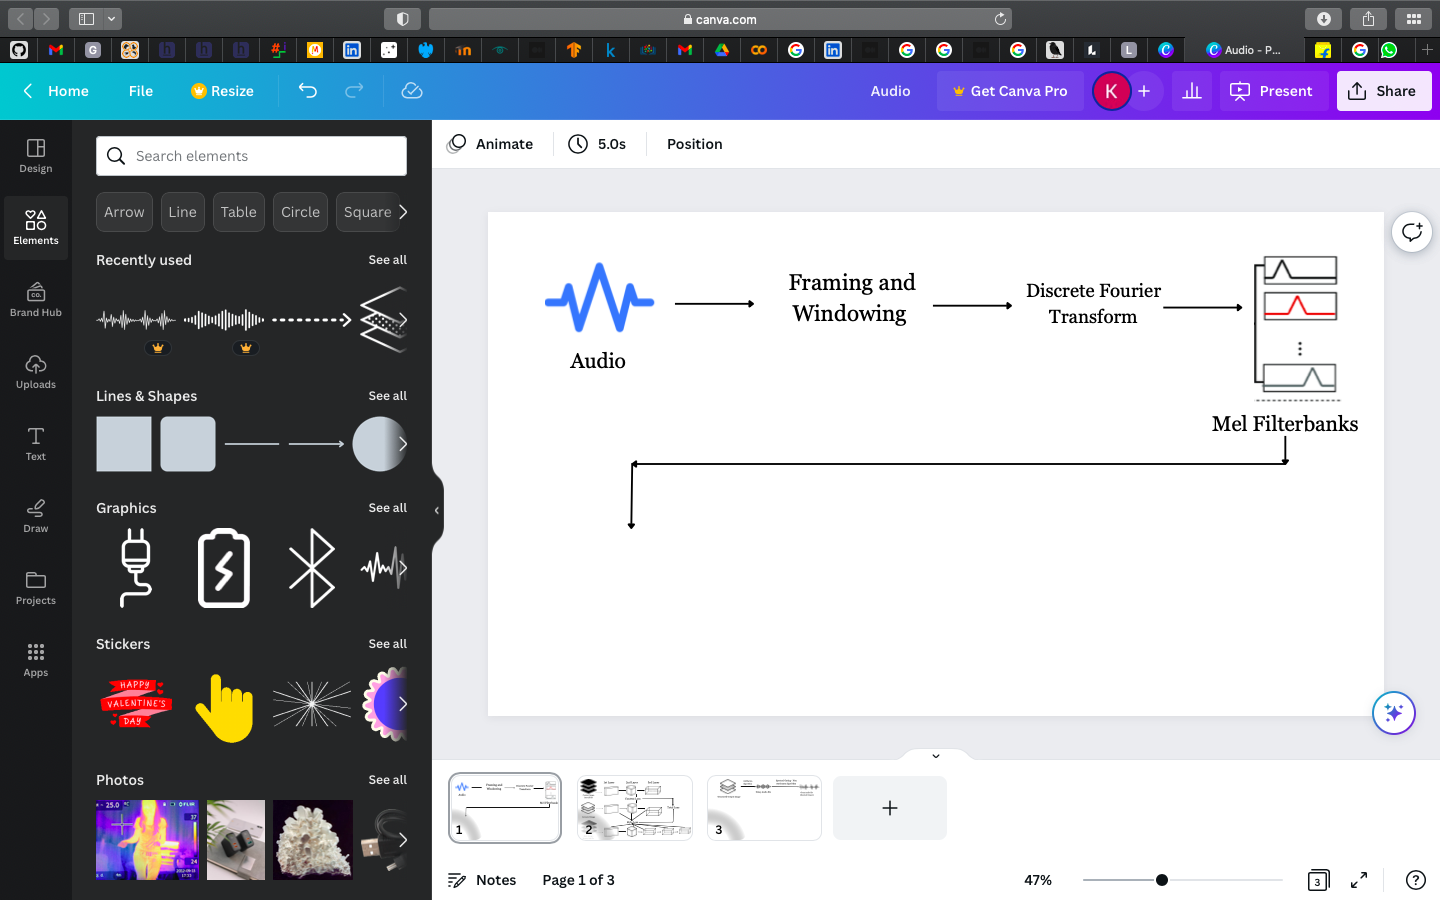 canva.com
Audio - P...
Home
File
Resize
Audio
Get Canva Pro
K
Present
Share
Design
Elements
Brand Hub
Uploads
Text
Draw
Projects
Apps
Search elements
Arrow
Line
Table
Circle
Square
Recently used
See all
Lines & Shapes
See all
Graphics
See all
Stickers
See all
HAPPY
VALENTINE'S
DAY
Photos
See all
Animate
5.0s
Position
Audio
Framing and
Windowing
Discrete Fourier
Transform
Mel Filterbanks
1
2
3
Notes
Page 1 of 3
47%
3